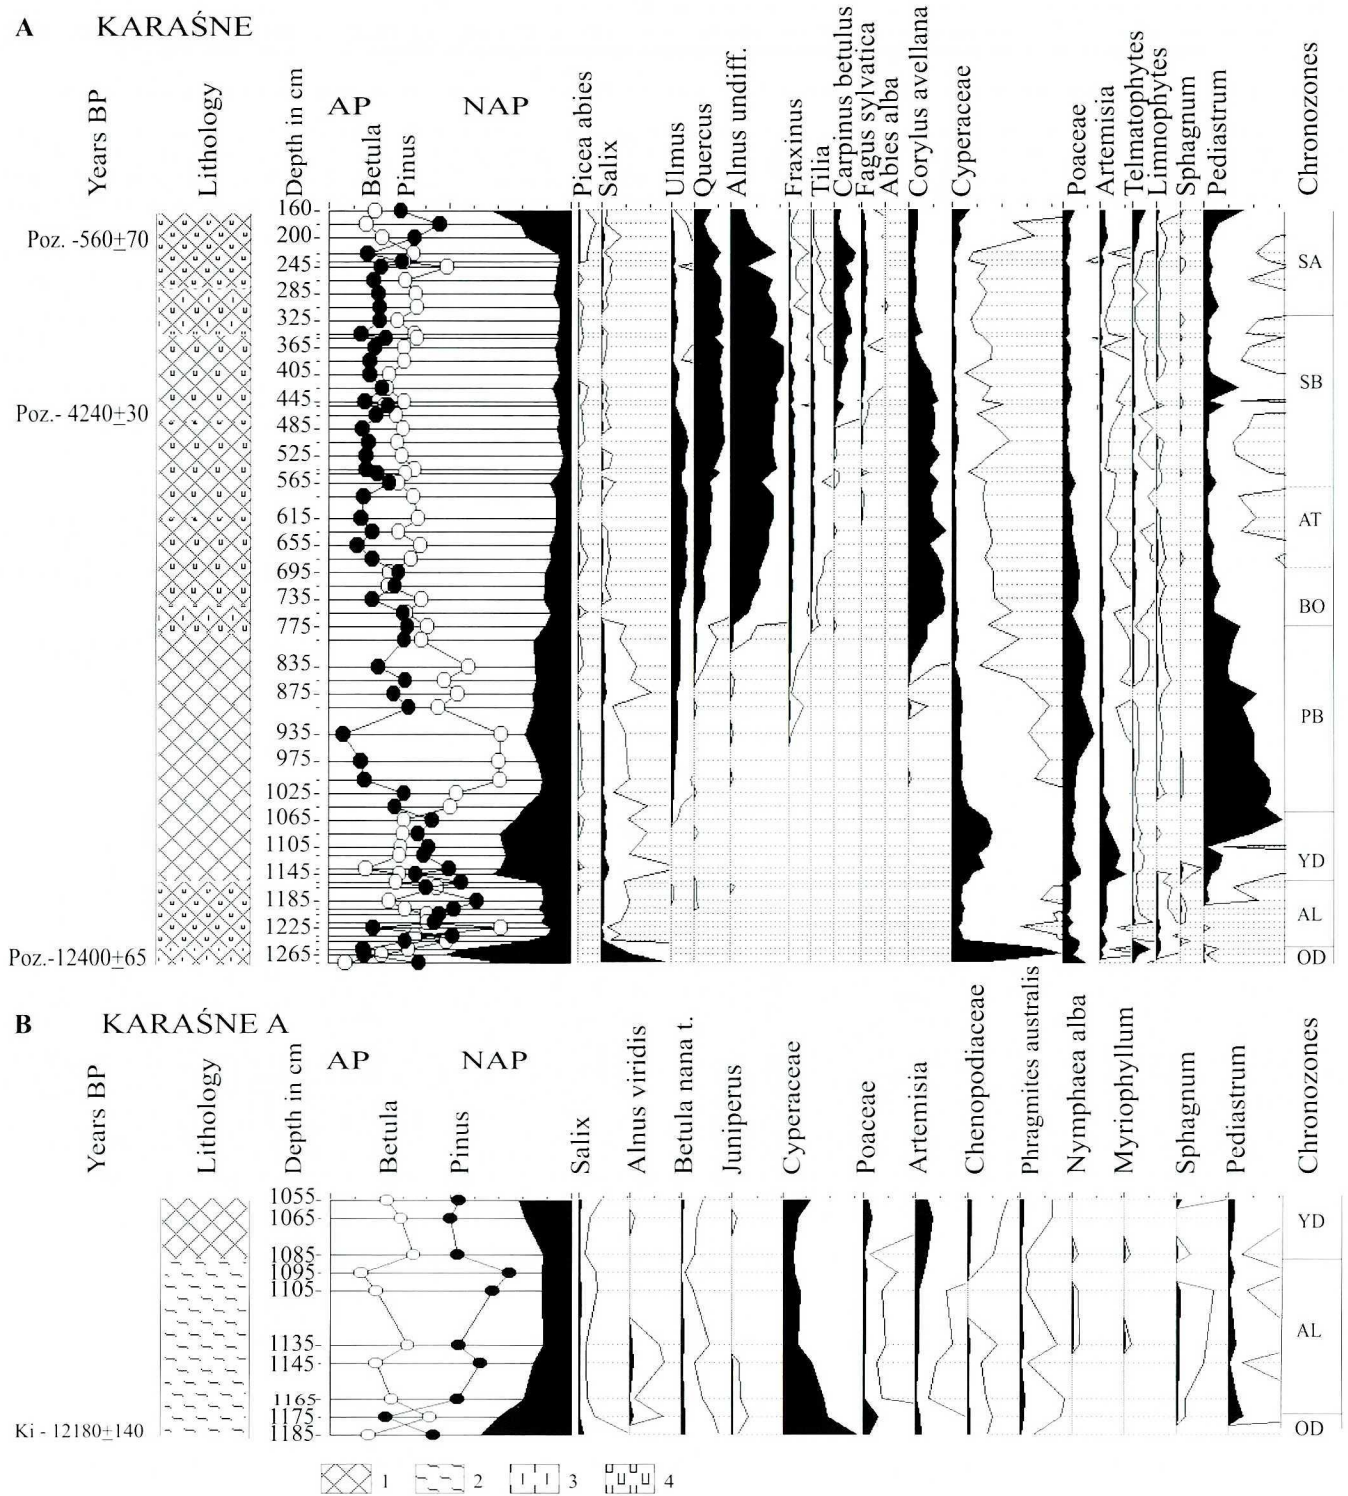 A KARAŚNE
Years BP
Lithology
Depth in cm
AP
NAP
Betula
Pinus
Picea abies
Salix
Ulmus
Quercus
Alnus undiff.
Fraxinus
Tilia
Carpinus betulus
Fagus sylvatica
Abies alba
Corylus avellana
Cyperaceae
Poaceae
Artemisia
Telmatophytes
Limnophytes
Sphagnum
Pediastrum
Chronozones
160
200
245
285
325
365
405
445
485
525
565
615
655
695
735
775
835
875
935
975
1025
1065
1105
1145
1185
1225
1265
Poz. -560±70
Poz.- 4240±30
Poz.-12400±65
SA
SB
AT
BO
PB
YD
AL
OD
B KARAŚNE A
Years BP
Lithology
Depth in cm
AP
NAP
Betula
Pinus
Salix
Alnus viridis
Betula nana t.
Juniperus
Cyperaceae
Poaceae
Artemisia
Chenopodiaceae
Phragmites australis
Nymphaea alba
Myriophyllum
Sphagnum
Pediastrum
Chronozones
1055
1065
1085
1095
1105
1135
1145
1165
1175
1185
Ki - 12180±140
YD
AL
OD
1 2 3 4